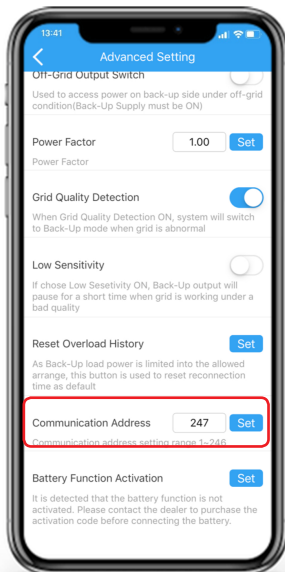 13:41
Advanced Setting
Off-Grid Output Switch
Used to access power on back-up side under off-grid
condition(Back-Up Supply must be ON)
Power Factor 1.00 Set
Power Factor
Grid Quality Detection
When Grid Quality Detection ON, system will switch
to Back-Up mode when grid is abnormal
Low Sensitivity
If chose Low Sesetivity ON, Back-Up output will
pause for a short time when grid is working under a
bad quality
Reset Overload History Set
As Back-Up load power is limited into the allowed
arrange, this button is used to reset reconnection
time as default
Communication Address 247 Set
Communication address setting range 1~246
Battery Function Activation Set
It is detected that the battery function is not
activated. Please contact the dealer to purchase the
activation code before connecting the battery.